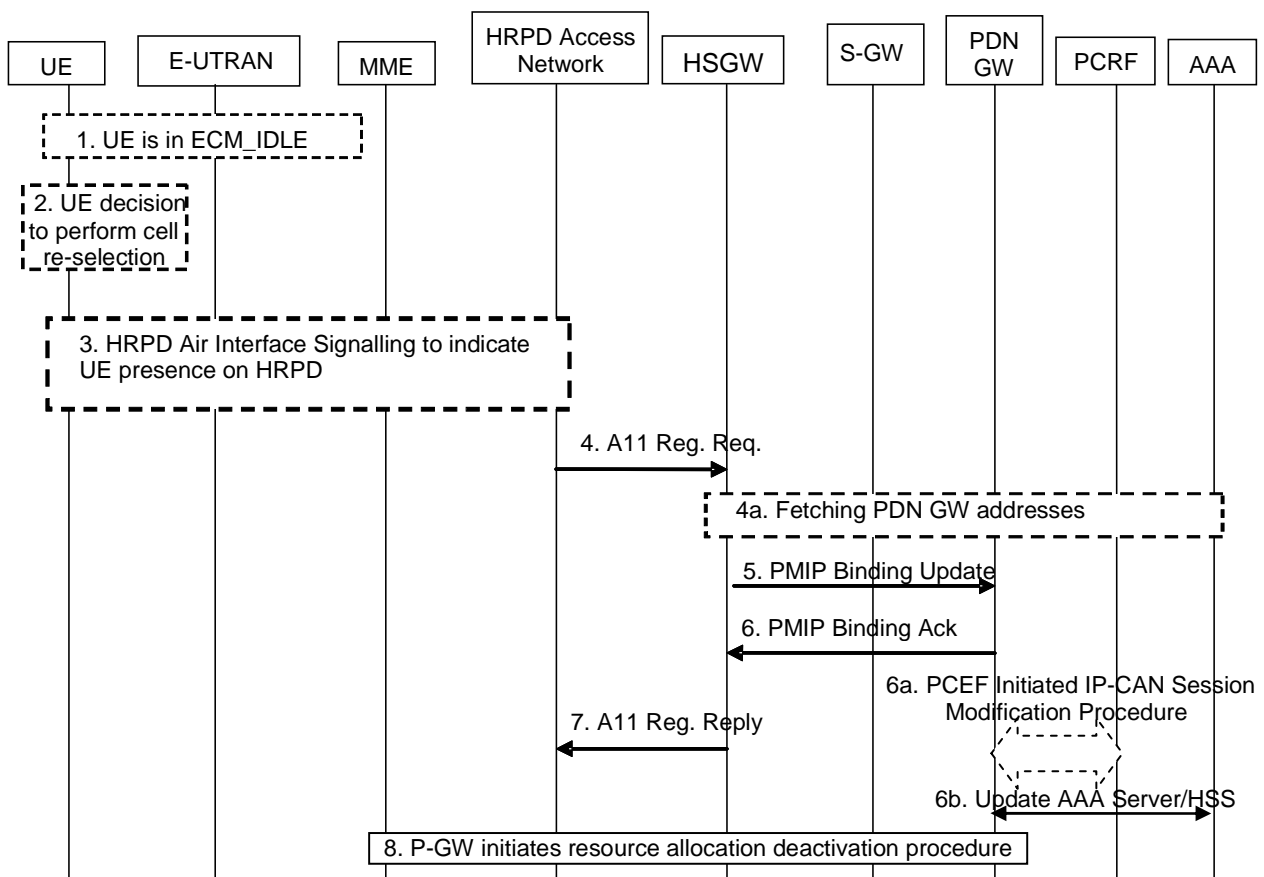 UE
E-UTRAN
MME
HRPD Access
Network
HSGW
S-GW
PDN
GW
PCRF
AAA
1. UE is in ECM_IDLE
2. UE decision
to perform cell
re-selection
3. HRPD Air Interface Signalling to indicate
UE presence on HRPD
4. A11 Reg. Req.
4a. Fetching PDN GW addresses
5. PMIP Binding Update
6. PMIP Binding Ack
6a. PCEF Initiated IP-CAN Session
Modification Procedure
7. A11 Reg. Reply
6b. Update AAA Server/HSS
8. P-GW initiates resource allocation deactivation procedure